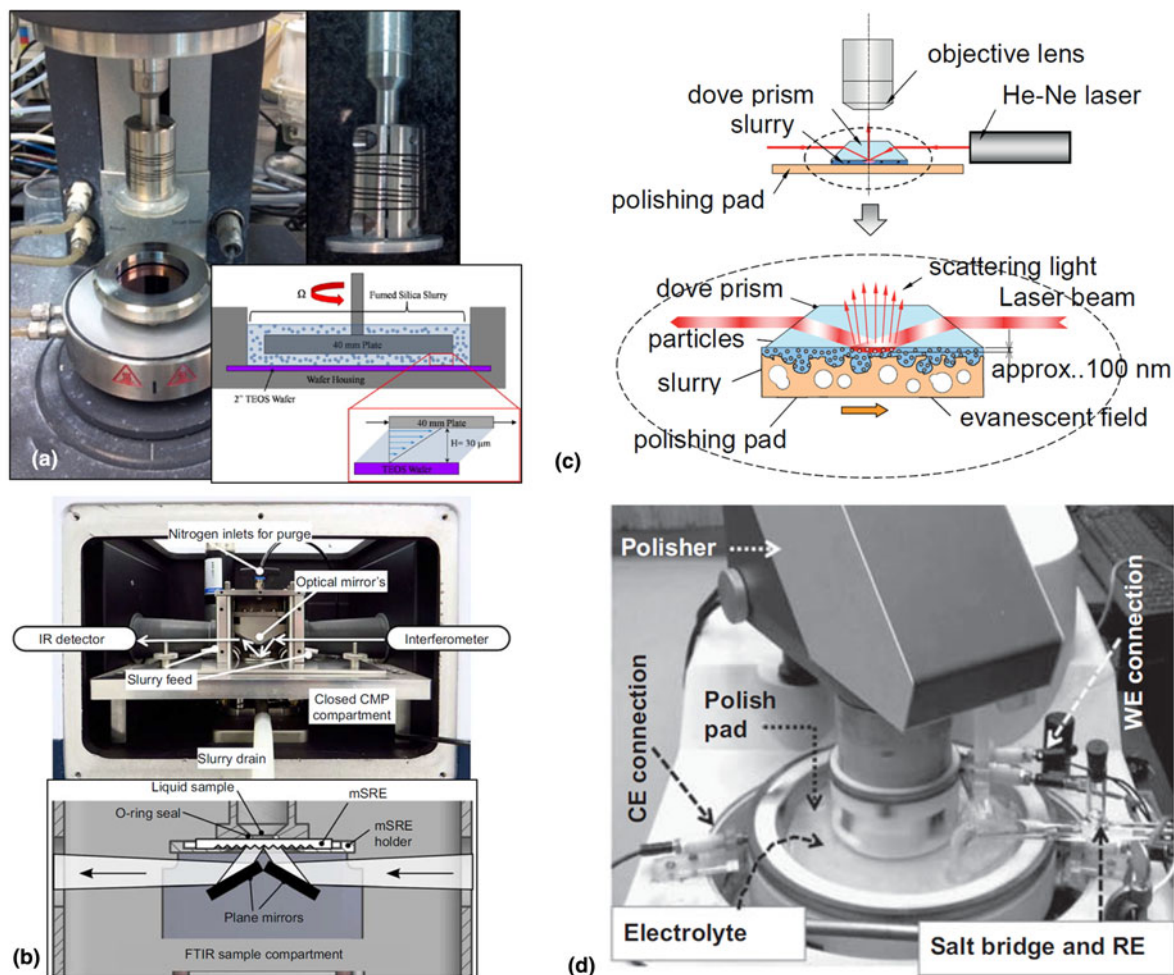 (a)
Ω
Fumed Silica Slurry
40 mm Plate
Wafer Housing
2" TEOS Wafer
40 mm Plate
H= 30 μm
TEOS Wafer
objective lens
dove prism
He-Ne laser
slurry
polishing pad
scattering light
dove prism
Laser beam
particles
slurry
approx..100 nm
polishing pad
evanescent field
(c)
Nitrogen inlets for purge
Optical mirror´s
IR detector
Interferometer
Slurry feed
Closed CMP
compartment
Slurry drain
Liquid sample
mSRE
O-ring seal
mSRE
holder
Plane mirrors
FTIR sample compartment
(b)
Polisher
WE connection
Polish
pad
CE connection
Electrolyte
Salt bridge and RE
(d)